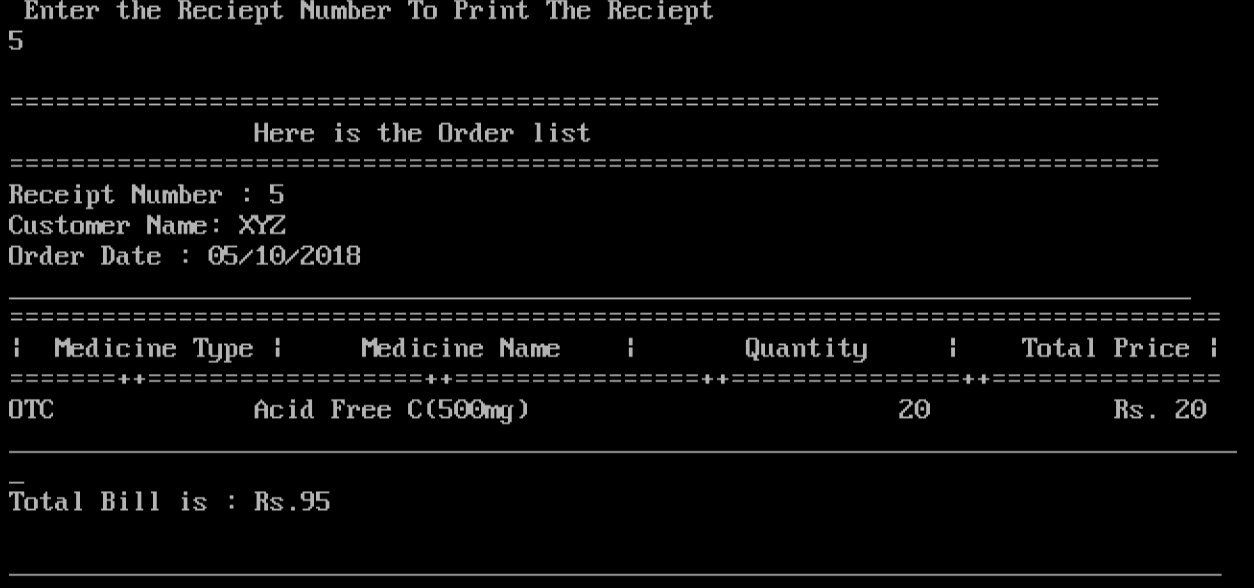 Enter the Reciept Number To Print The Reciept
5
===========================================================================
Here is the Order list
===========================================================================
Receipt Number : 5
Customer Name: XYZ
Order Date : 05/10/2018
===============================================================================
¦ Medicine Type ¦ Medicine Name ¦ Quantity ¦ Total Price ¦
=======++==================++================++===============++===============
OTC Acid Free C(500mg) 20 Rs. 20
_
Total Bill is : Rs.95